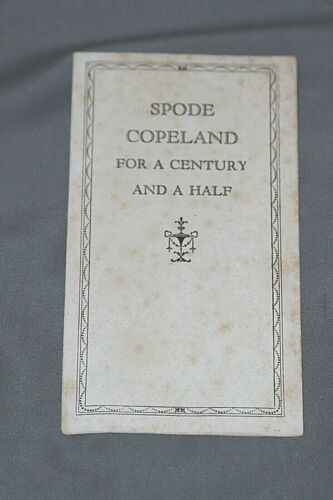 SPODE
COPELAND
FOR A CENTURY
AND A HALF